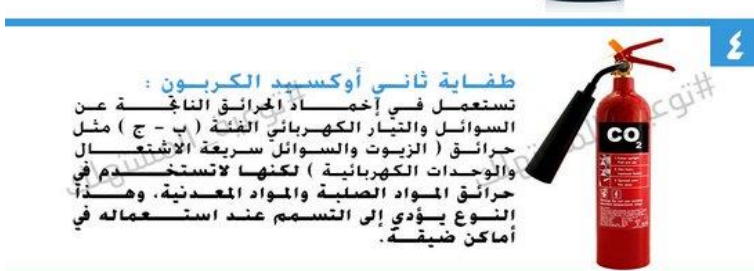 ٤
طفاية ثاني أوكسيد الكربون :
تستعمل في إخماد الحرائق الناتجة عن
السوائل والتيار الكهربائي الفئة ( ب - ج ) مثل
حرائق ( الزيوت والسوائل سريعة الاشتعال
والوحدات الكهربائية ) لكنها لاتستخدم في
حرائق المواد الصلبة والمواد المعدنية، وهذا
النوع يؤدي إلى التسمم عند استعماله في
أماكن ضيقة.
CO2
#توعية_المستهلك
#توعية_المستهلك